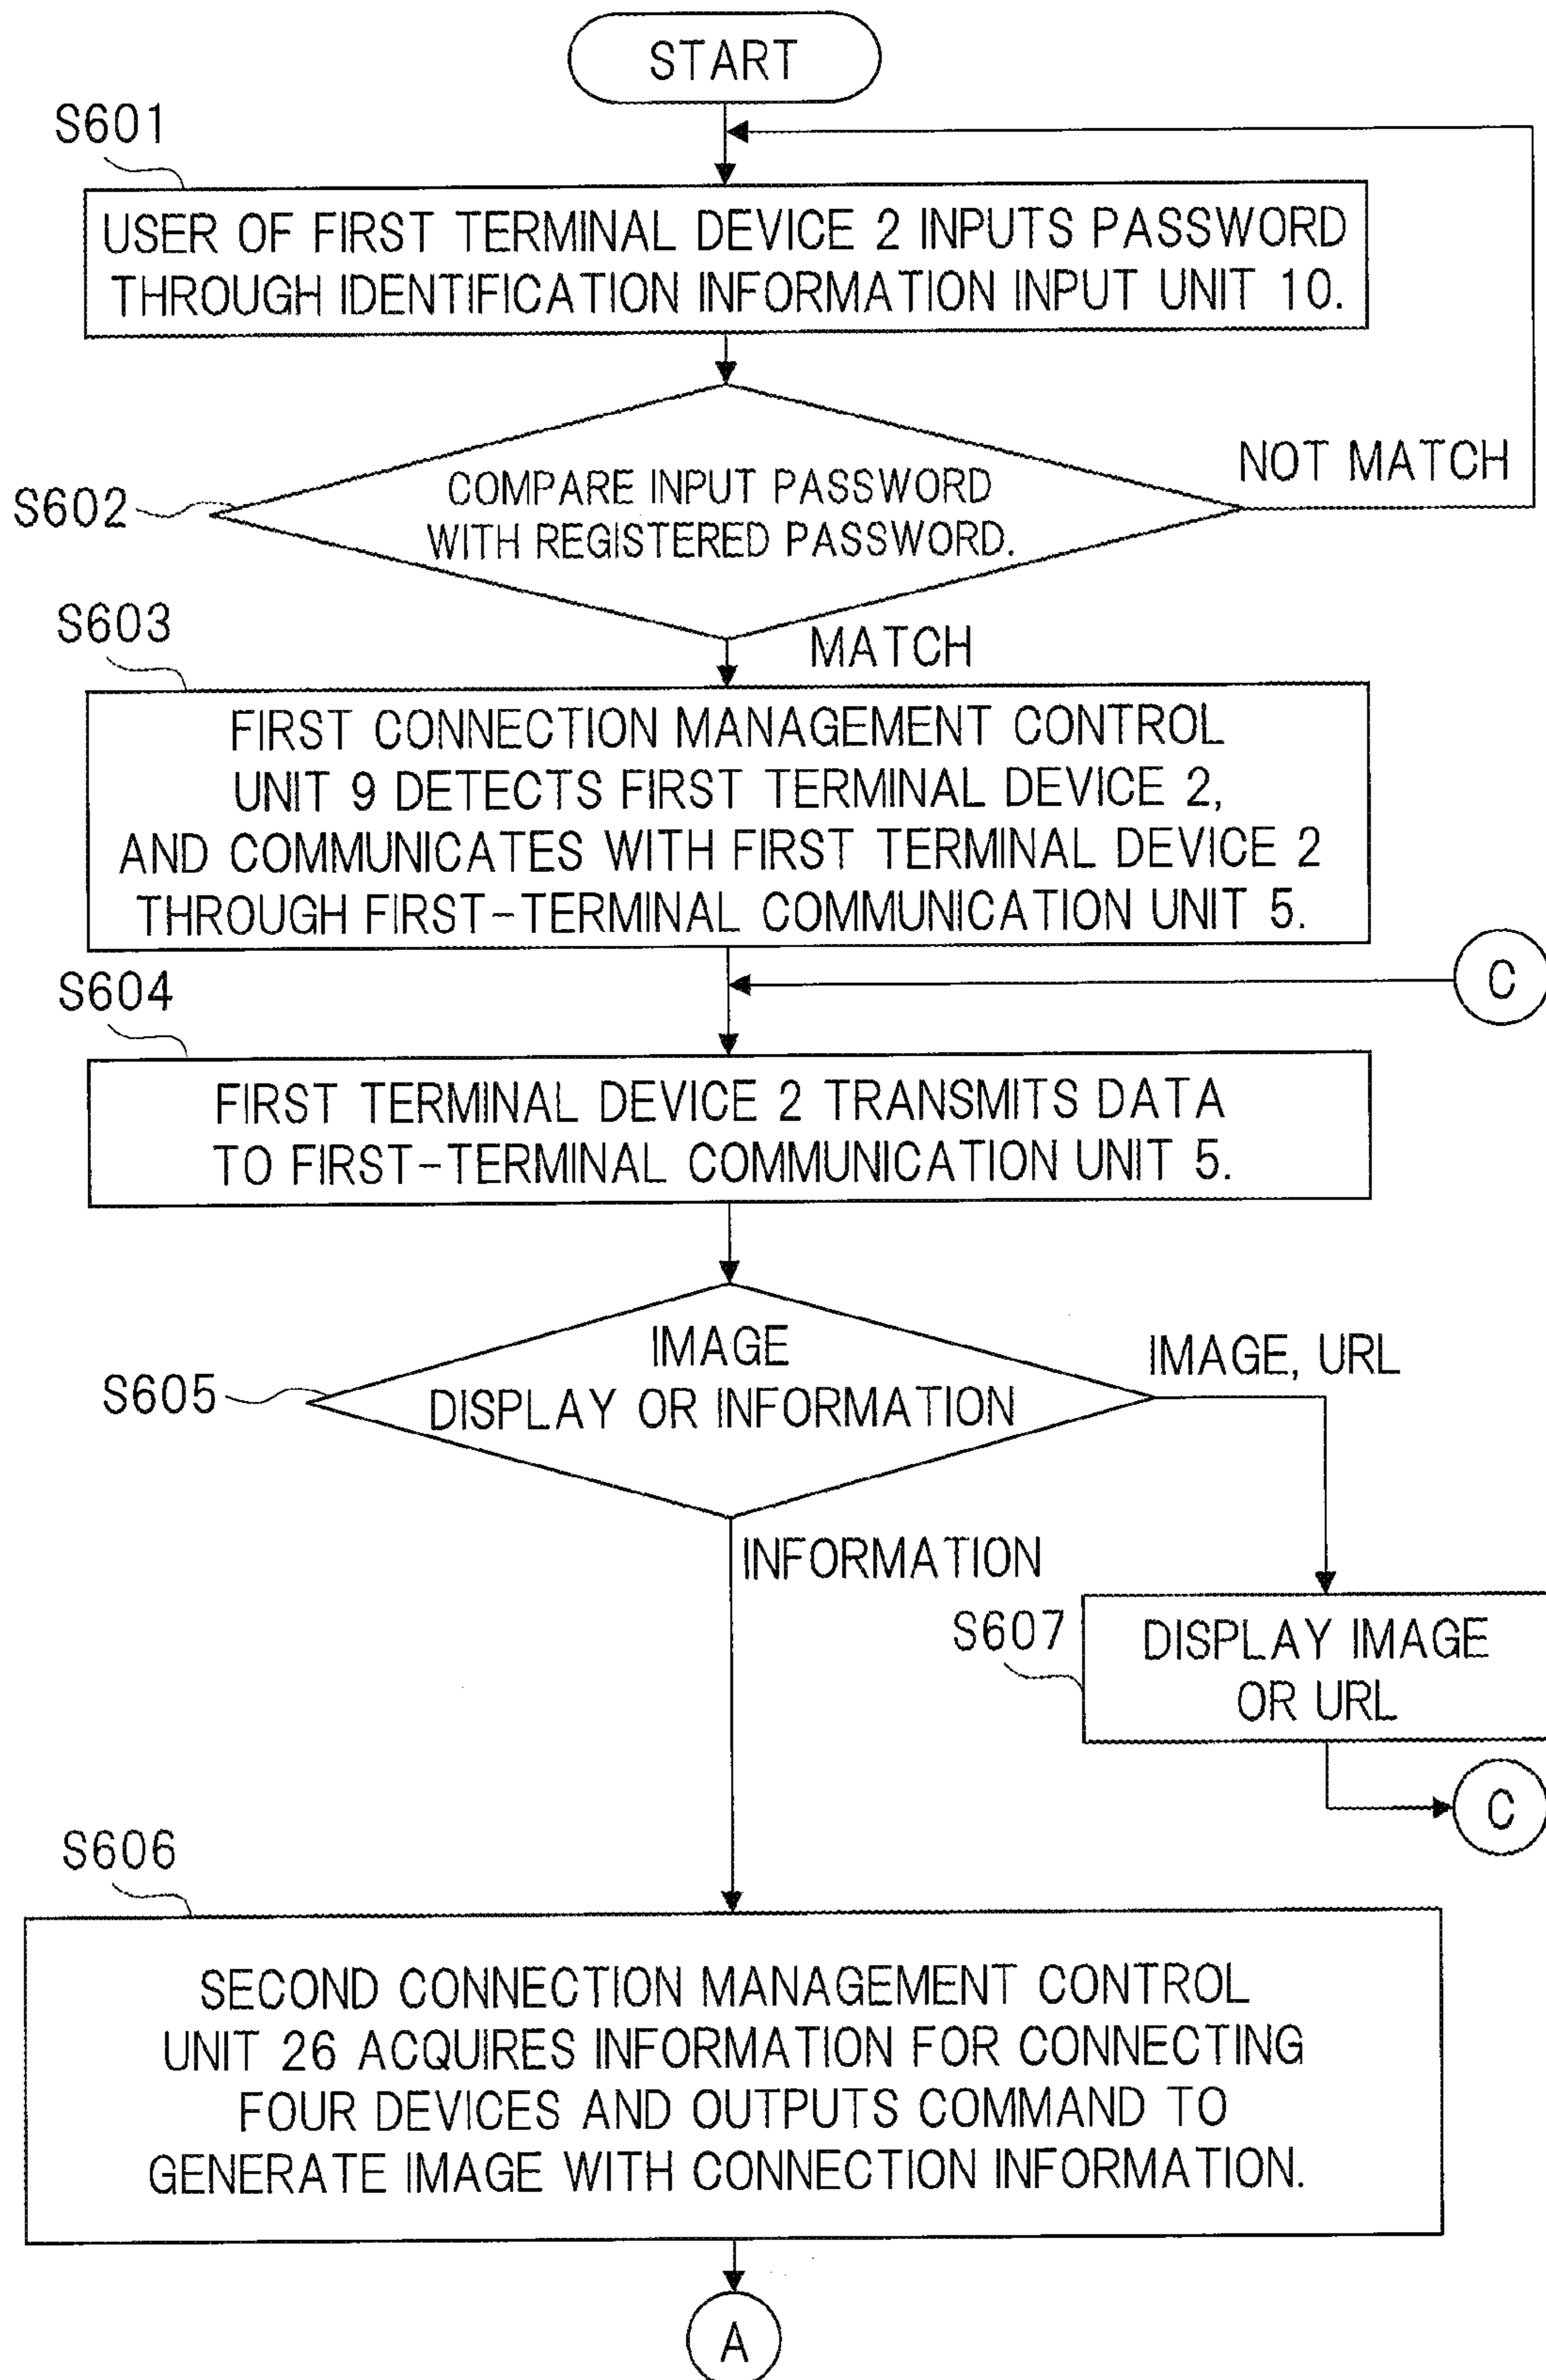 START
S601
USER OF FIRST TERMINAL DEVICE 2 INPUTS PASSWORD
THROUGH IDENTIFICATION INFORMATION INPUT UNIT 10.
S602
COMPARE INPUT PASSWORD
WITH REGISTERED PASSWORD.
NOT MATCH
MATCH
S603
FIRST CONNECTION MANAGEMENT CONTROL
UNIT 9 DETECTS FIRST TERMINAL DEVICE 2,
AND COMMUNICATES WITH FIRST TERMINAL DEVICE 2
THROUGH FIRST-TERMINAL COMMUNICATION UNIT 5.
C
S604
FIRST TERMINAL DEVICE 2 TRANSMITS DATA
TO FIRST-TERMINAL COMMUNICATION UNIT 5.
S605
IMAGE
DISPLAY OR INFORMATION
IMAGE, URL
INFORMATION
S607
DISPLAY IMAGE
OR URL
C
S606
SECOND CONNECTION MANAGEMENT CONTROL
UNIT 26 ACQUIRES INFORMATION FOR CONNECTING
FOUR DEVICES AND OUTPUTS COMMAND TO
GENERATE IMAGE WITH CONNECTION INFORMATION.
A